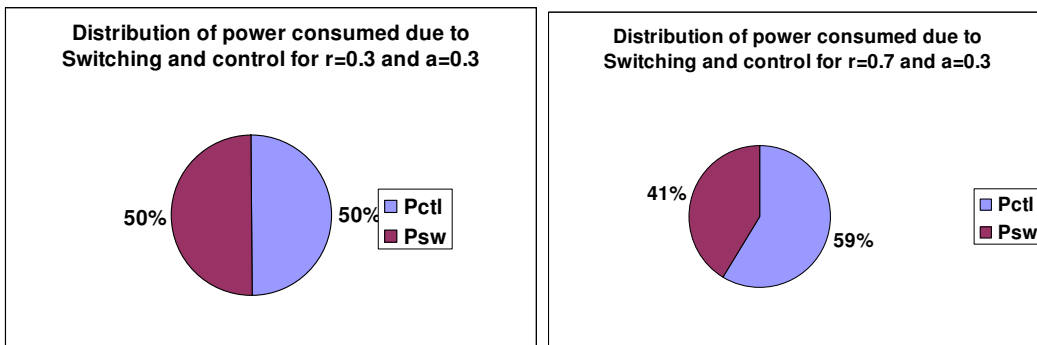 Distribution of power consumed due to
Switching and control for r=0.3 and a=0.3
50%
50%
Pctl
Psw
Distribution of power consumed due to
Switching and control for r=0.7 and a=0.3
41%
59%
Pctl
Psw